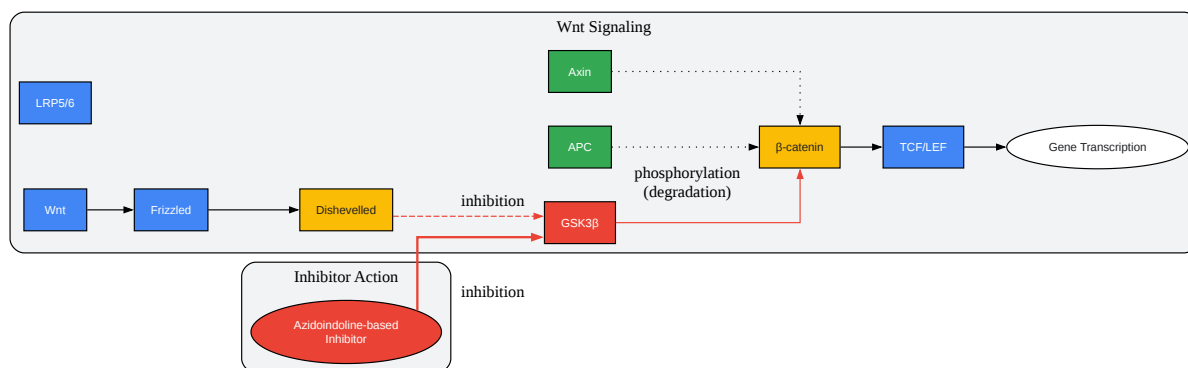 Wnt Signaling
Axin
LRP5/6
APC
β-catenin
TCF/LEF
Gene Transcription
phosphorylation
(degradation)
Wnt
Frizzled
Dishevelled
inhibition
GSK3β
Inhibitor Action
inhibition
Azidoindoline-based
Inhibitor